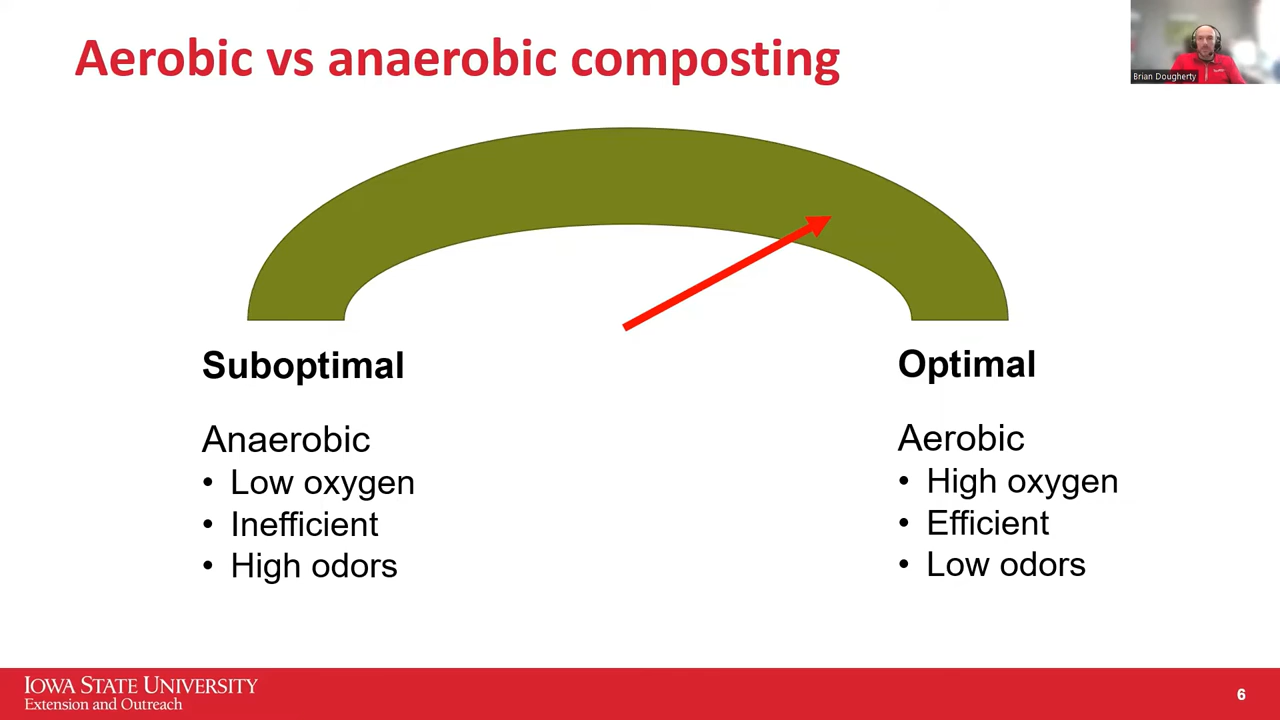 Aerobic vs anaerobic composting
Brian Dougherty
Suboptimal
Anaerobic
• Low oxygen
• Inefficient
• High odors
Optimal
Aerobic
• High oxygen
• Efficient
• Low odors
IOWA STATE UNIVERSITY
Extension and Outreach
6